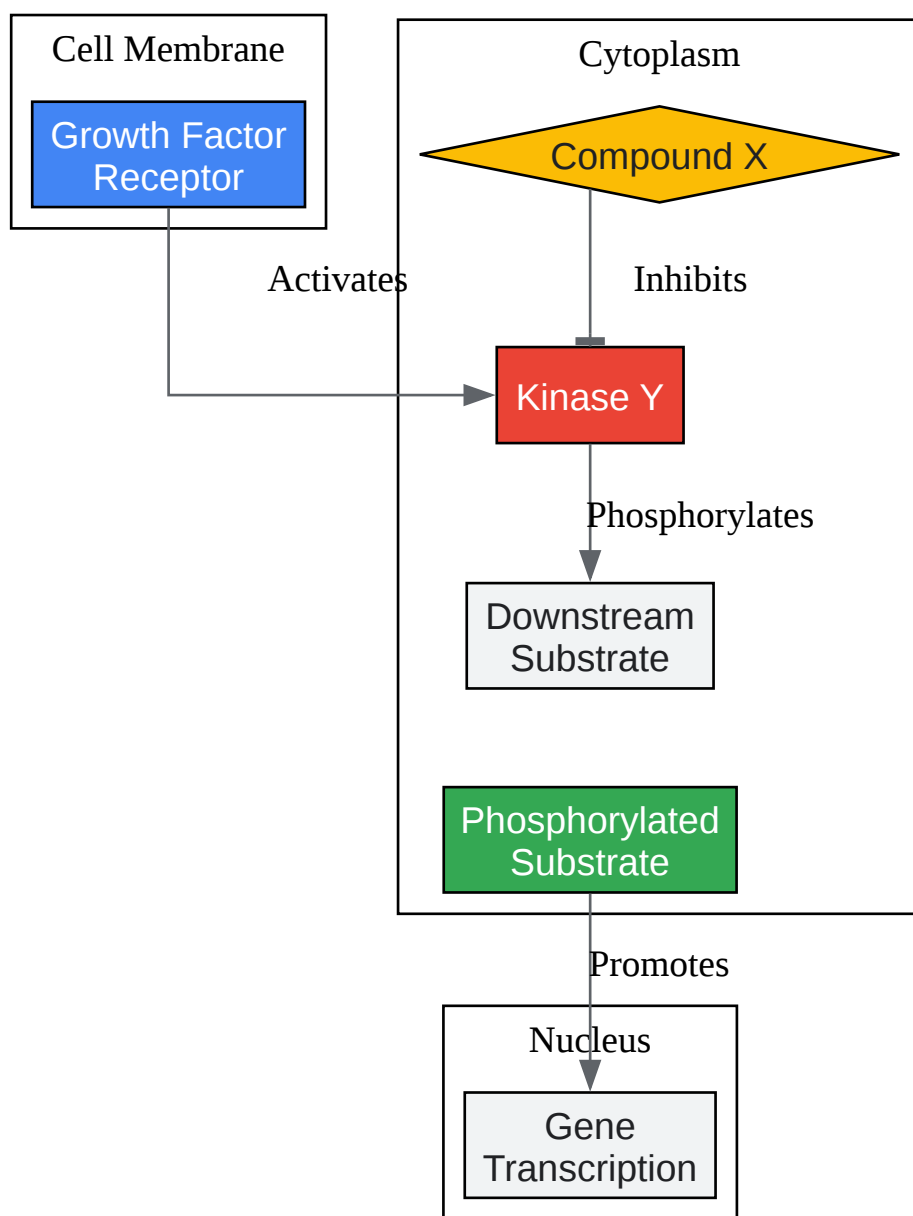 Cell Membrane
Growth Factor
Receptor
Cytoplasm
Compound X
Activates
Inhibits
Kinase Y
Phosphorylates
Downstream
Substrate
Phosphorylated
Substrate
Promotes
Nucleus
Gene
Transcription